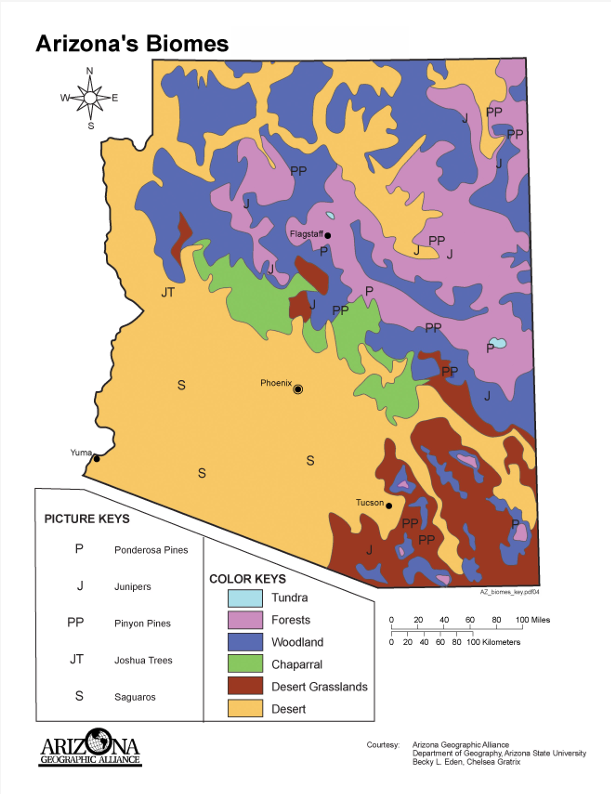 Arizona's Biomes
N
W E
S
J
PP
PP
J
PP
J
Flagstaff
PP
P
J
J
J
JT
P
J
PP
PP
P
S
Phoenix
PP
J
Yuma
S
S
Tucson
PP
P
PP
J
PICTURE KEYS
P Ponderosa Pines
J Junipers
PP Pinyon Pines
JT Joshua Trees
S Saguaros
COLOR KEYS
Tundra
Forests
Woodland
Chaparral
Desert Grasslands
Desert
AZ_biomes_key.pdf04
0 20 40 60 80 100 Miles
0 20 40 60 80 100 Kilometers
ARIZONA
GEOGRAPHIC ALLIANCE
Courtesy: Arizona Geographic Alliance
Department of Geography, Arizona State University
Becky L. Eden, Chelsea Gratrix